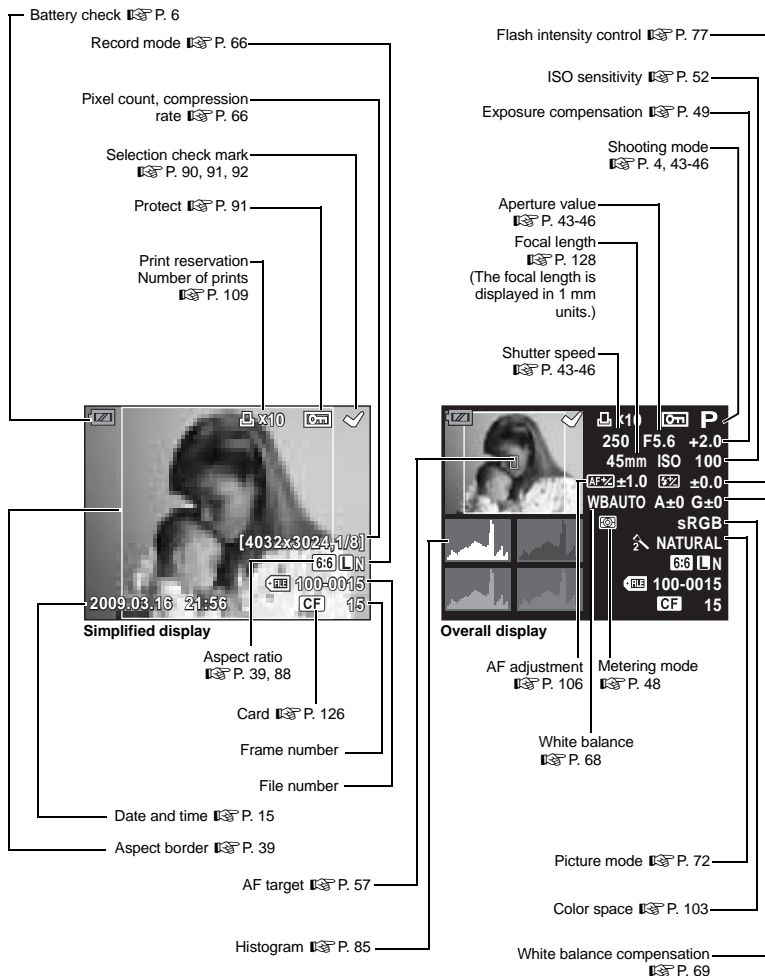 Battery check ☞ P. 6
Record mode ☞ P. 66
Pixel count, compression
rate ☞ P. 66
Selection check mark
☞ P. 90, 91, 92
Protect ☞ P. 91
Print reservation
Number of prints
☞ P. 109
x10
[4032x3024,1/8]
6:6 L N
FILE 100-0015
2009.03.16 21:56 CF 15
Simplified display
Aspect ratio
☞ P. 39, 88
Card ☞ P. 126
Frame number
File number
Date and time ☞ P. 15
Aspect border ☞ P. 39
AF target ☞ P. 57
Histogram ☞ P. 85
Flash intensity control ☞ P. 77
ISO sensitivity ☞ P. 52
Exposure compensation ☞ P. 49
Shooting mode
☞ P. 4, 43-46
Aperture value
☞ P. 43-46
Focal length
☞ P. 128
(The focal length is
displayed in 1 mm
units.)
Shutter speed
☞ P. 43-46
x10 P
250 F5.6 +2.0
45mm ISO 100
AF ±1.0 ±0.0
WBAUTO A±0 G±0
sRGB
2 NATURAL
6:6 L N
FILE 100-0015
CF 15
Overall display
AF adjustment
☞ P. 106
Metering mode
☞ P. 48
White balance
☞ P. 68
Picture mode ☞ P. 72
Color space ☞ P. 103
White balance compensation
☞ P. 69